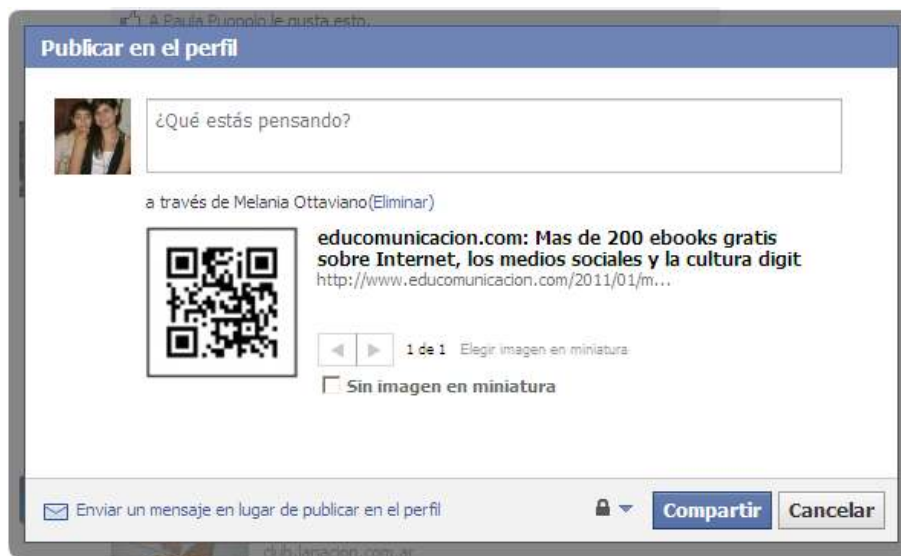 A Paula Puopolo le gusta esto.
Publicar en el perfil
¿Qué estás pensando?
a través de Melania Ottaviano(Eliminar)
educomunicacion.com: Mas de 200 ebooks gratis
sobre Internet, los medios sociales y la cultura digit
http://www.educomunicacion.com/2011/01/m...
1 de 1 Elegir imagen en miniatura
Sin imagen en miniatura
Enviar un mensaje en lugar de publicar en el perfil
Compartir Cancelar
club.lanacion.com.ar